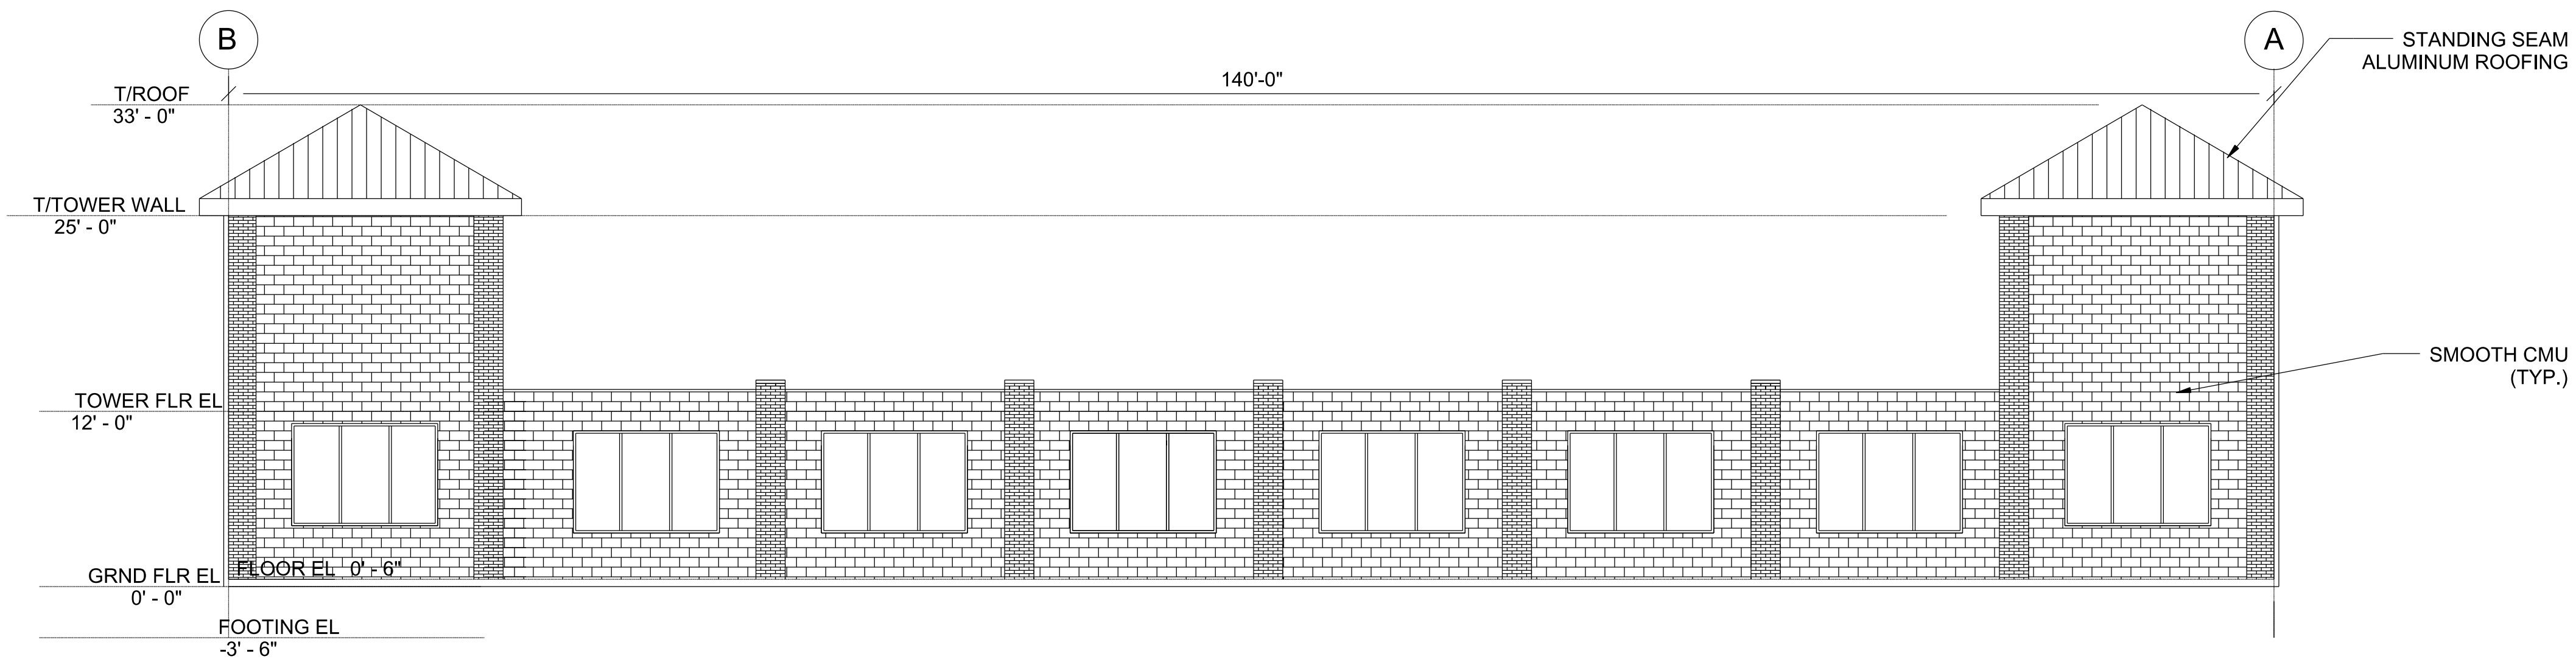 B
A
STANDING SEAM
ALUMINUM ROOFING
140'-0"
T/ROOF
33' - 0"
T/TOWER WALL
25' - 0"
SMOOTH CMU
(TYP.)
TOWER FLR EL
12' - 0"
FLOOR EL 0' - 6"
GRND FLR EL
0' - 0"
FOOTING EL
-3' - 6"